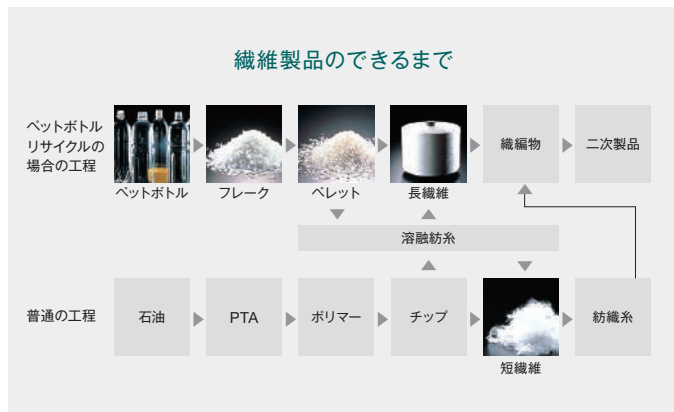 繊維製品のできるまで
ペットボトル
リサイクルの
場合の工程
ペットボトル
フレーク
ペレット
長繊維
織編物
二次製品
溶融紡糸
普通の工程
石油
PTA
ポリマー
チップ
短繊維
紡織糸